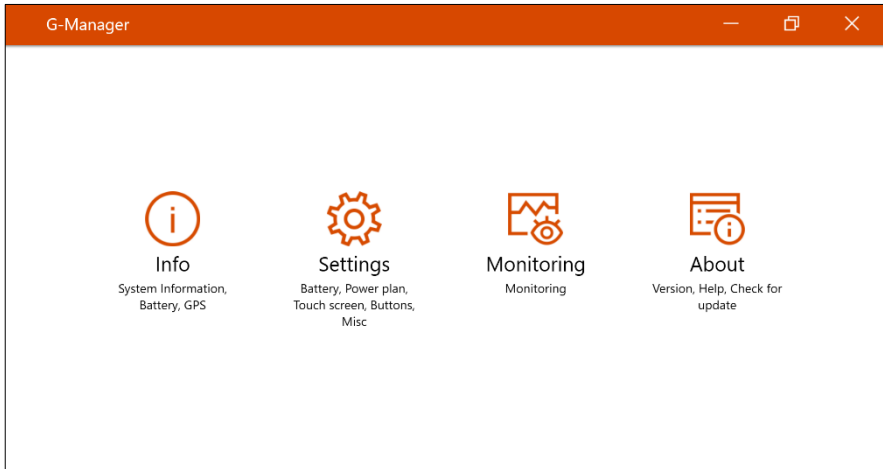 G-Manager
Info
System Information,
Battery, GPS
Settings
Battery, Power plan,
Touch screen, Buttons,
Misc
Monitoring
Monitoring
About
Version, Help, Check for
update